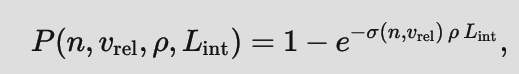 P(n, v_rel, ρ, L_int) = 1 − e^{−σ(n,v_rel) ρ L_int},